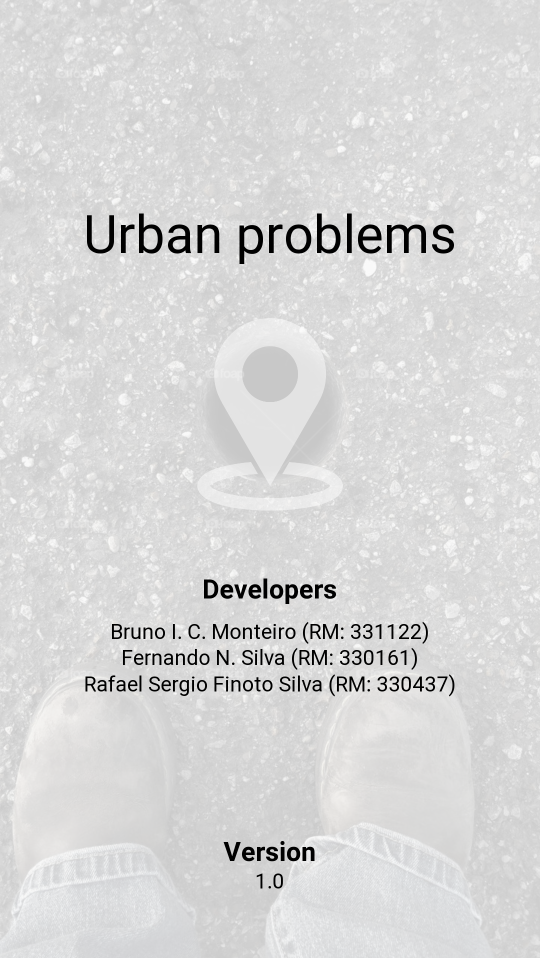 Urban problems
Developers
Bruno I. C. Monteiro (RM: 331122)
Fernando N. Silva (RM: 330161)
Rafael Sergio Finoto Silva (RM: 330437)
Version
1.0